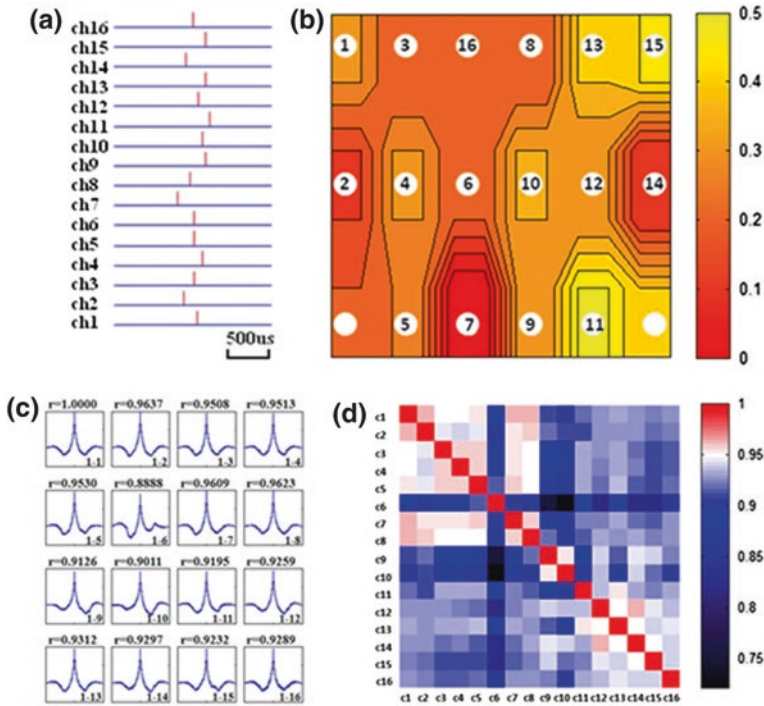 (a)
ch16
ch15
ch14
ch13
ch12
ch11
ch10
ch9
ch8
ch7
ch6
ch5
ch4
ch3
ch2
ch1
500us
(b)
1 3 16 8 13 15
2 4 6 10 12 14
5 7 9 11
0.5
0.4
0.3
0.2
0.1
0
(c)
r=1.0000 r=0.9637 r=0.9508 r=0.9513
1-1 1-2 1-3 1-4
r=0.9530 r=0.8888 r=0.9609 r=0.9623
1-5 1-6 1-7 1-8
r=0.9126 r=0.9011 r=0.9195 r=0.9259
1-9 1-10 1-11 1-12
r=0.9312 r=0.9297 r=0.9232 r=0.9289
1-13 1-14 1-15 1-16
(d)
c1
c2
c3
c4
c5
c6
c7
c8
c9
c10
c11
c12
c13
c14
c15
c16
c1 c2 c3 c4 c5 c6 c7 c8 c9 c10 c11 c12 c13 c14 c15 c16
1
0.95
0.9
0.85
0.8
0.75